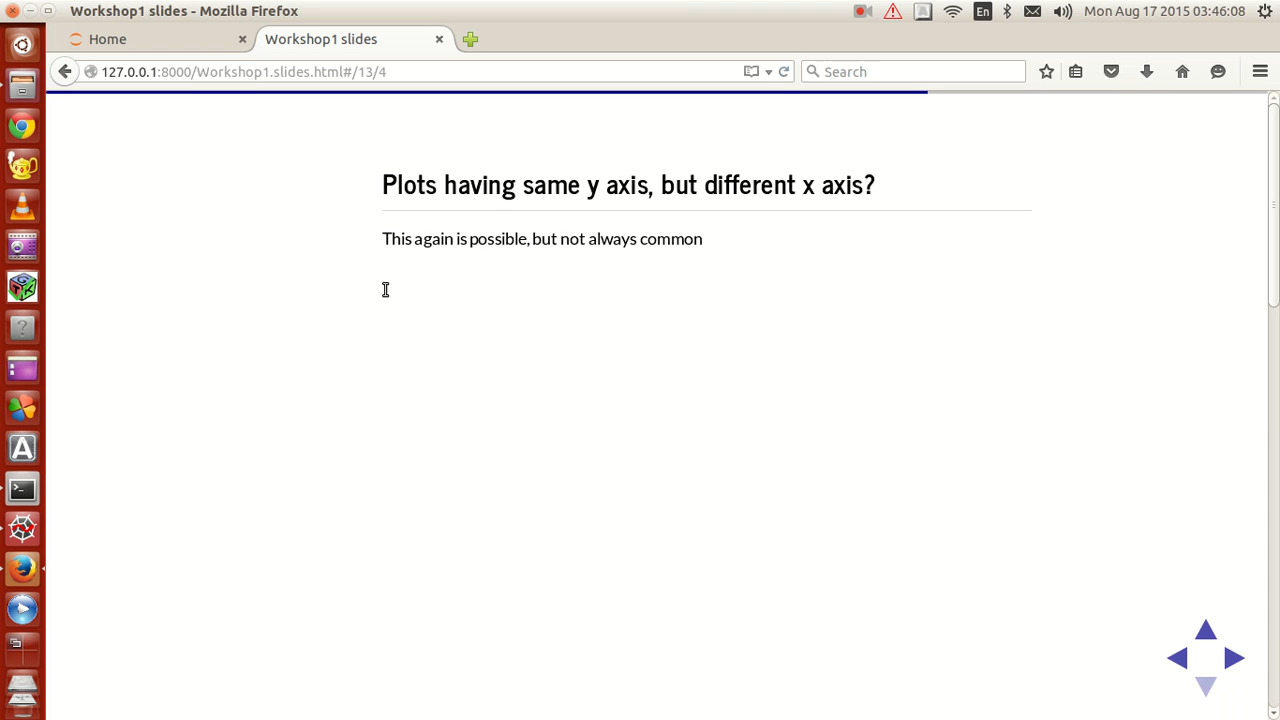 Workshop1 slides - Mozilla Firefox
En
Mon Aug 17 2015 03:46:08
Home
Workshop1 slides
127.0.0.1:8000/Workshop1.slides.html#/13/4
Search
Plots having same y axis, but different x axis?
This again is possible, but not always common